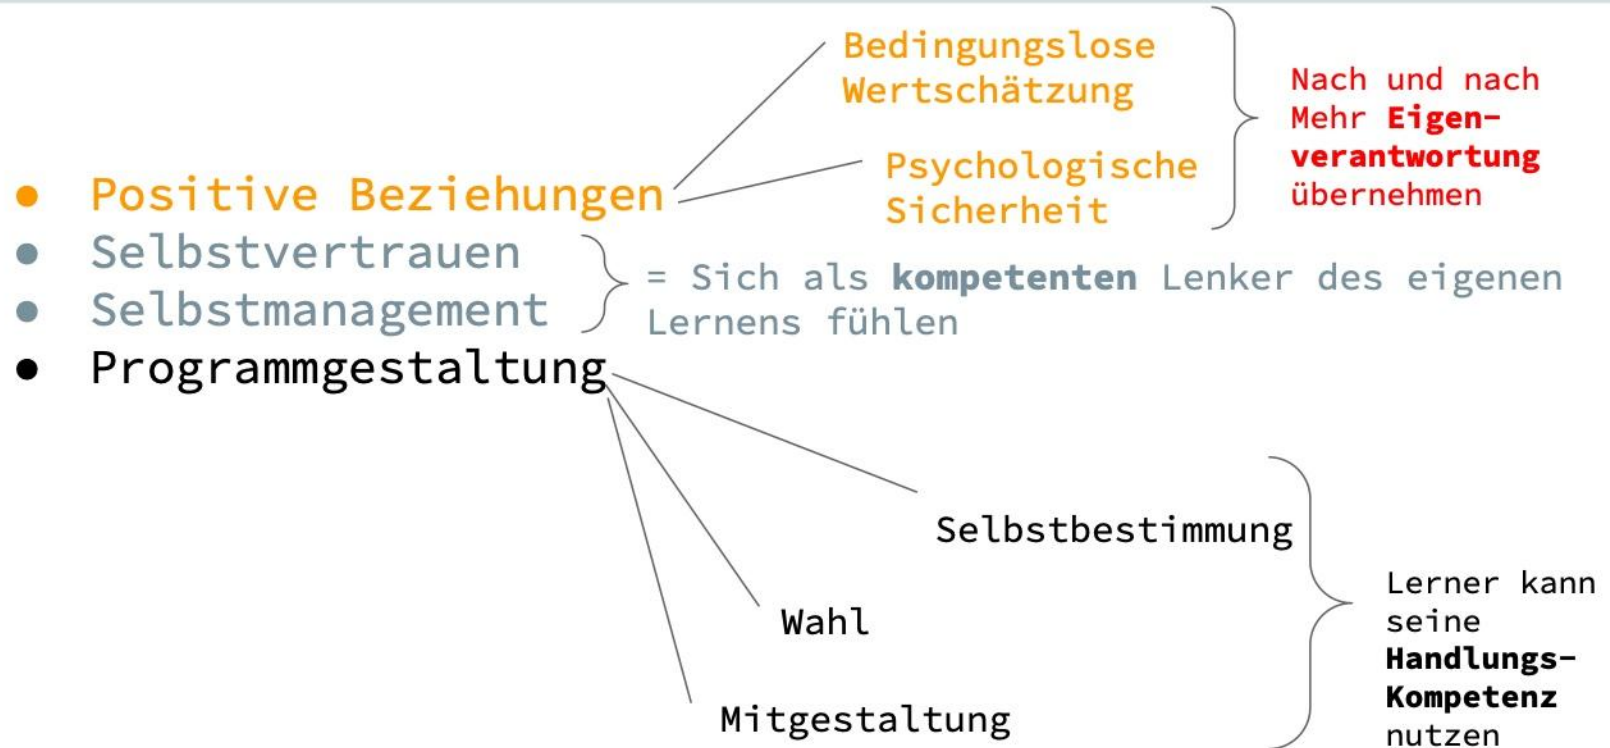 Bedingungslose
Wertschätzung
Psychologische
Sicherheit
Nach und nach
Mehr Eigen-
verantwortung
übernehmen
● Positive Beziehungen
● Selbstvertrauen
● Selbstmanagement
= Sich als kompetenten Lenker des eigenen
Lernens fühlen
● Programmgestaltung
Selbstbestimmung
Wahl
Mitgestaltung
Lerner kann
seine
Handlungs-
Kompetenz
nutzen